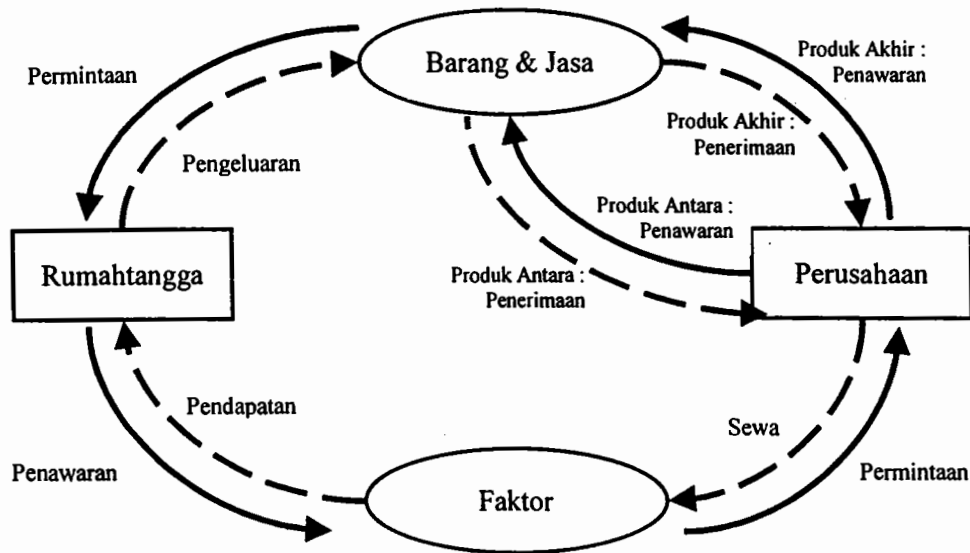 Permintaan
Barang & Jasa
Produk Akhir :
Penawaran
Pengeluaran
Produk Akhir :
Penerimaan
Produk Antara :
Penawaran
Rumahtangga
Produk Antara :
Penerimaan
Perusahaan
Pendapatan
Sewa
Penawaran
Faktor
Permintaan